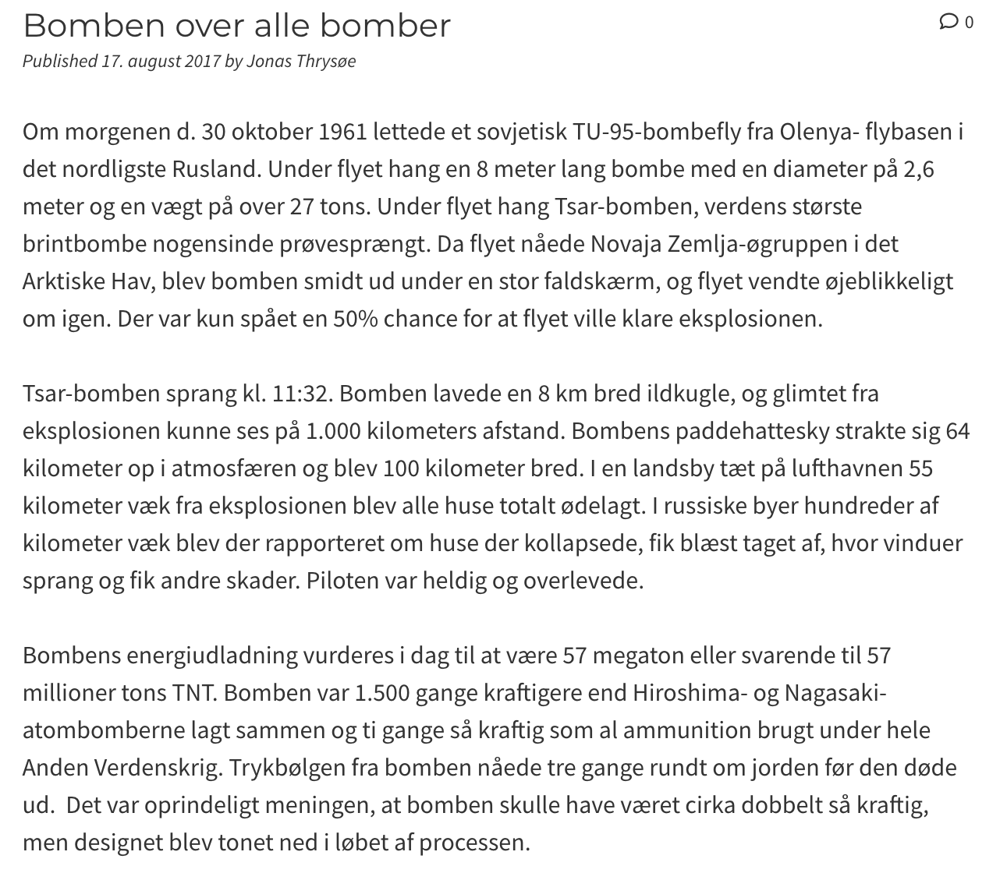 Bomben over alle bomber
0
Published 17. august 2017 by Jonas Thrysøe
Om morgenen d. 30 oktober 1961 lettede et sovjetisk TU-95-bombefly fra Olenya- flybasen i
det nordligste Rusland. Under flyet hang en 8 meter lang bombe med en diameter på 2,6
meter og en vægt på over 27 tons. Under flyet hang Tsar-bomben, verdens største
brintbombe nogensinde prøvesprængt. Da flyet nåede Novaja Zemlja-øgruppen i det
Arktiske Hav, blev bomben smidt ud under en stor faldskærm, og flyet vendte øjeblikkeligt
om igen. Der var kun spået en 50% chance for at flyet ville klare eksplosionen.
Tsar-bomben sprang kl. 11:32. Bomben lavede en 8 km bred ildkugle, og glimtet fra
eksplosionen kunne ses på 1.000 kilometers afstand. Bombens paddehattesky strakte sig 64
kilometer op i atmosfæren og blev 100 kilometer bred. I en landsby tæt på lufthavnen 55
kilometer væk fra eksplosionen blev alle huse totalt ødelagt. I russiske byer hundreder af
kilometer væk blev der rapporteret om huse der kollapsede, fik blæst taget af, hvor vinduer
sprang og fik andre skader. Piloten var heldig og overlevede.
Bombens energiudladning vurderes i dag til at være 57 megaton eller svarende til 57
millioner tons TNT. Bomben var 1.500 gange kraftigere end Hiroshima- og Nagasaki-
atombomberne lagt sammen og ti gange så kraftig som al ammunition brugt under hele
Anden Verdenskrig. Trykbølgen fra bomben nåede tre gange rundt om jorden før den døde
ud.  Det var oprindeligt meningen, at bomben skulle have været cirka dobbelt så kraftig,
men designet blev tonet ned i løbet af processen.